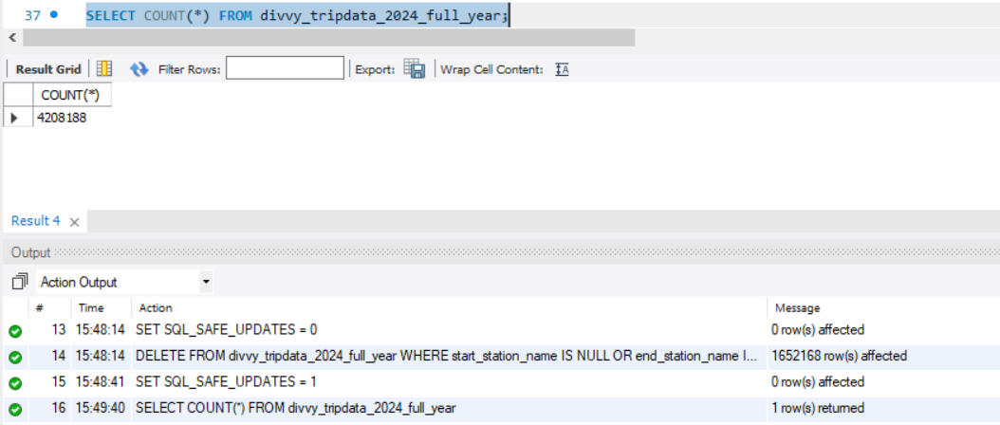 37 SELECT COUNT(*) FROM divvy_tripdata_2024_full_year;
Result Grid Filter Rows: Export: Wrap Cell Content: IA
COUNT(*)
4208188
Result 4 ×
Output
Action Output
# Time Action Message
13 15:48:14 SET SQL_SAFE_UPDATES = 0 0 row(s) affected
14 15:48:14 DELETE FROM divvy_tripdata_2024_full_year WHERE start_station_name IS NULL OR end_station_name I... 1652168 row(s) affected
15 15:48:41 SET SQL_SAFE_UPDATES = 1 0 row(s) affected
16 15:49:40 SELECT COUNT(*) FROM divvy_tripdata_2024_full_year 1 row(s) returned